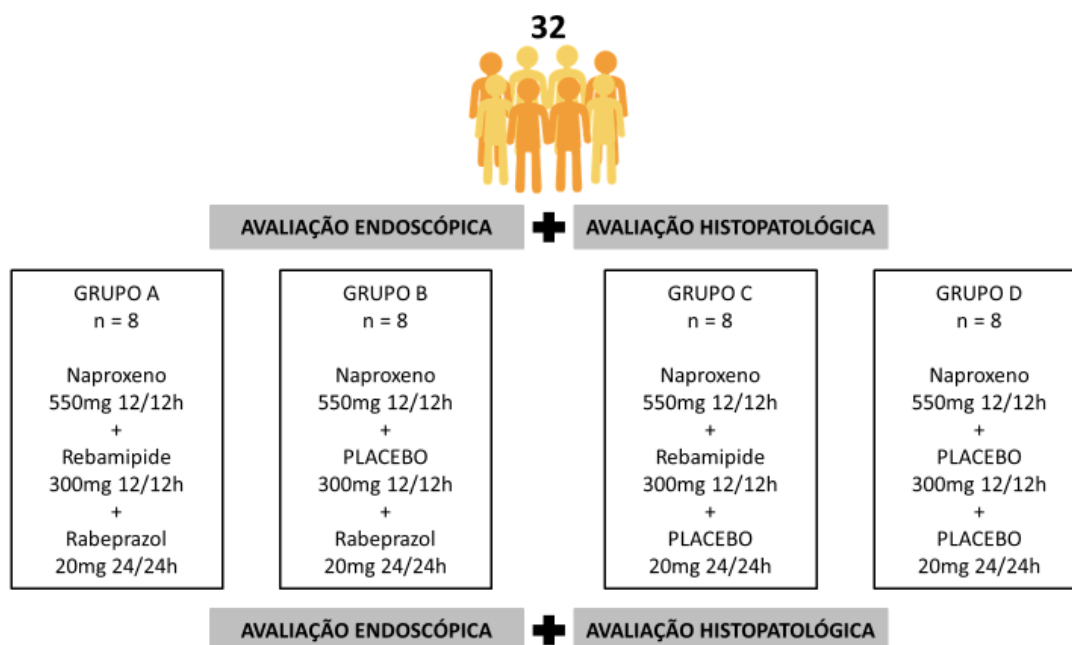 32
AVALIAÇÃO ENDOSCÓPICA
AVALIAÇÃO HISTOPATOLÓGICA
GRUPO A
n = 8
Naproxeno
550mg 12/12h
+
Rebamipide
300mg 12/12h
+
Rabeprazol
20mg 24/24h
GRUPO B
n = 8
Naproxeno
550mg 12/12h
+
PLACEBO
300mg 12/12h
+
Rabeprazol
20mg 24/24h
GRUPO C
n = 8
Naproxeno
550mg 12/12h
+
Rebamipide
300mg 12/12h
+
PLACEBO
20mg 24/24h
GRUPO D
n = 8
Naproxeno
550mg 12/12h
+
PLACEBO
300mg 12/12h
+
PLACEBO
20mg 24/24h
AVALIAÇÃO ENDOSCÓPICA
AVALIAÇÃO HISTOPATOLÓGICA